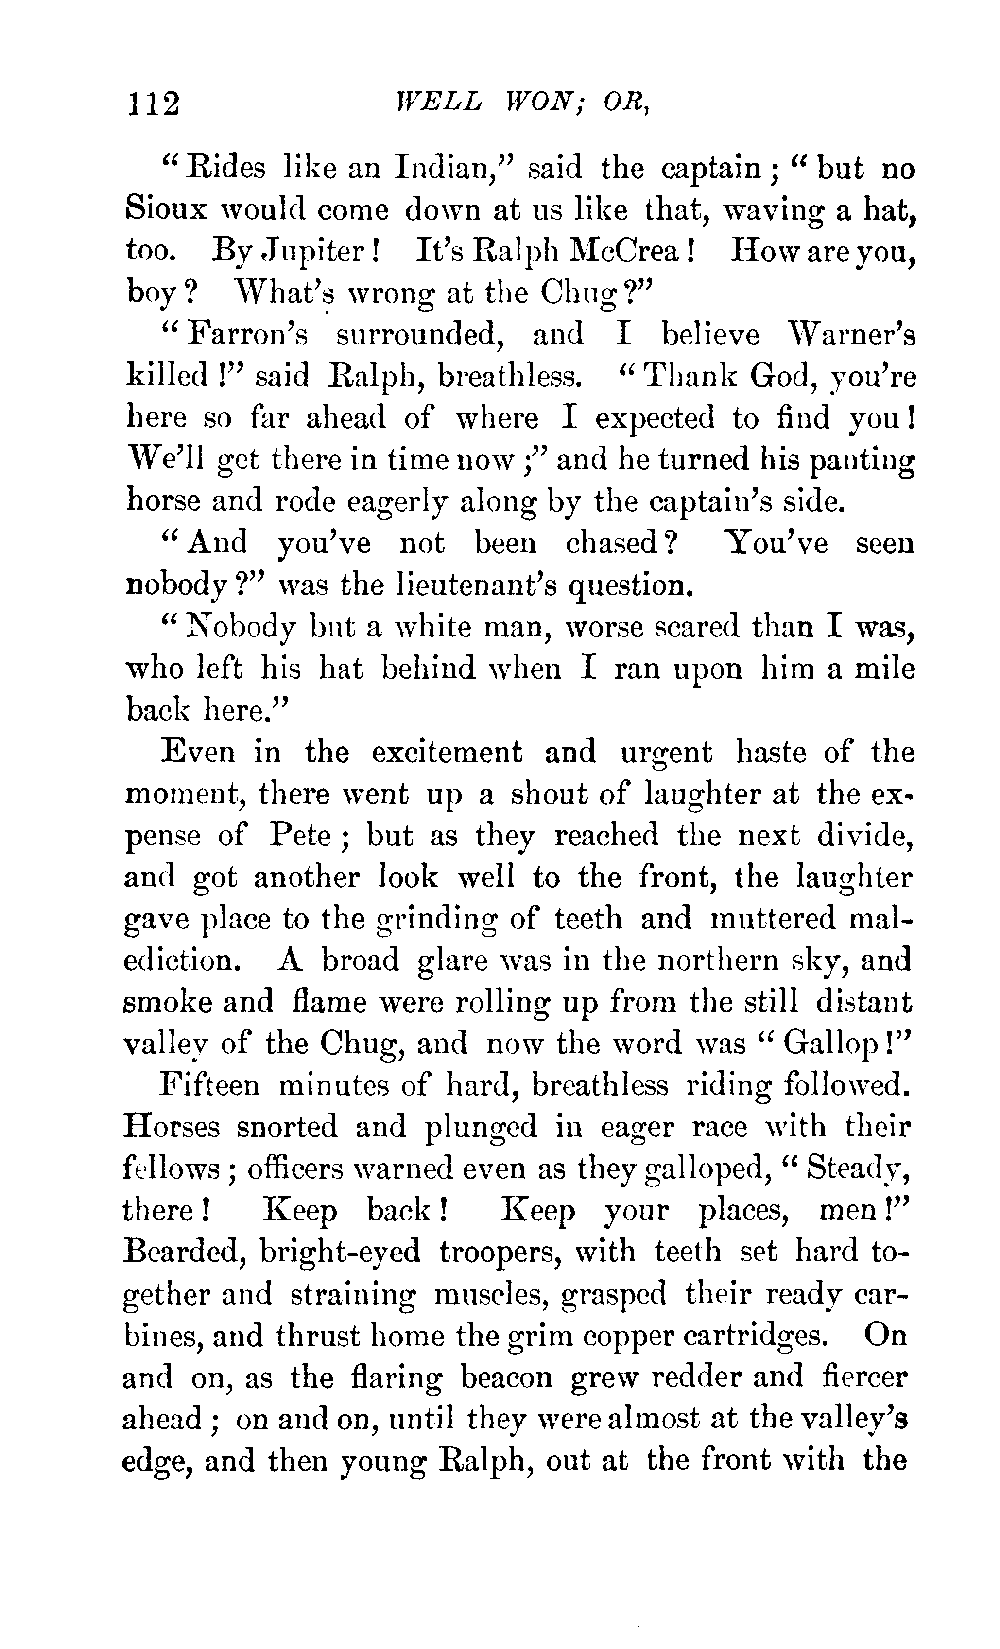 112 WELL WON; OR,
“Rides like an Indian,” said the captain; “but no
Sioux would come down at us like that, waving a hat,
too. By Jupiter! It's Ralph McCrea! How are you,
boy? What's wrong at the Chug?”
“Farron's surrounded, and I believe Warner's
killed!” said Ralph, breathless. “Thank God, you're
here so far ahead of where I expected to find you!
We'll get there in time now;” and he turned his panting
horse and rode eagerly along by the captain's side.
“And you've not been chased? You've seen
nobody?” was the lieutenant's question.
“Nobody but a white man, worse scared than I was,
who left his hat behind when I ran upon him a mile
back here.”
Even in the excitement and urgent haste of the
moment, there went up a shout of laughter at the ex-
pense of Pete; but as they reached the next divide,
and got another look well to the front, the laughter
gave place to the grinding of teeth and muttered mal-
ediction. A broad glare was in the northern sky, and
smoke and flame were rolling up from the still distant
valley of the Chug, and now the word was “Gallop!”
Fifteen minutes of hard, breathless riding followed.
Horses snorted and plunged in eager race with their
fellows; officers warned even as they galloped, “Steady,
there! Keep back! Keep your places, men!”
Bearded, bright-eyed troopers, with teeth set hard to-
gether and straining muscles, grasped their ready car-
bines, and thrust home the grim copper cartridges. On
and on, as the flaring beacon grew redder and fiercer
ahead; on and on, until they were almost at the valley's
edge, and then young Ralph, out at the front with the